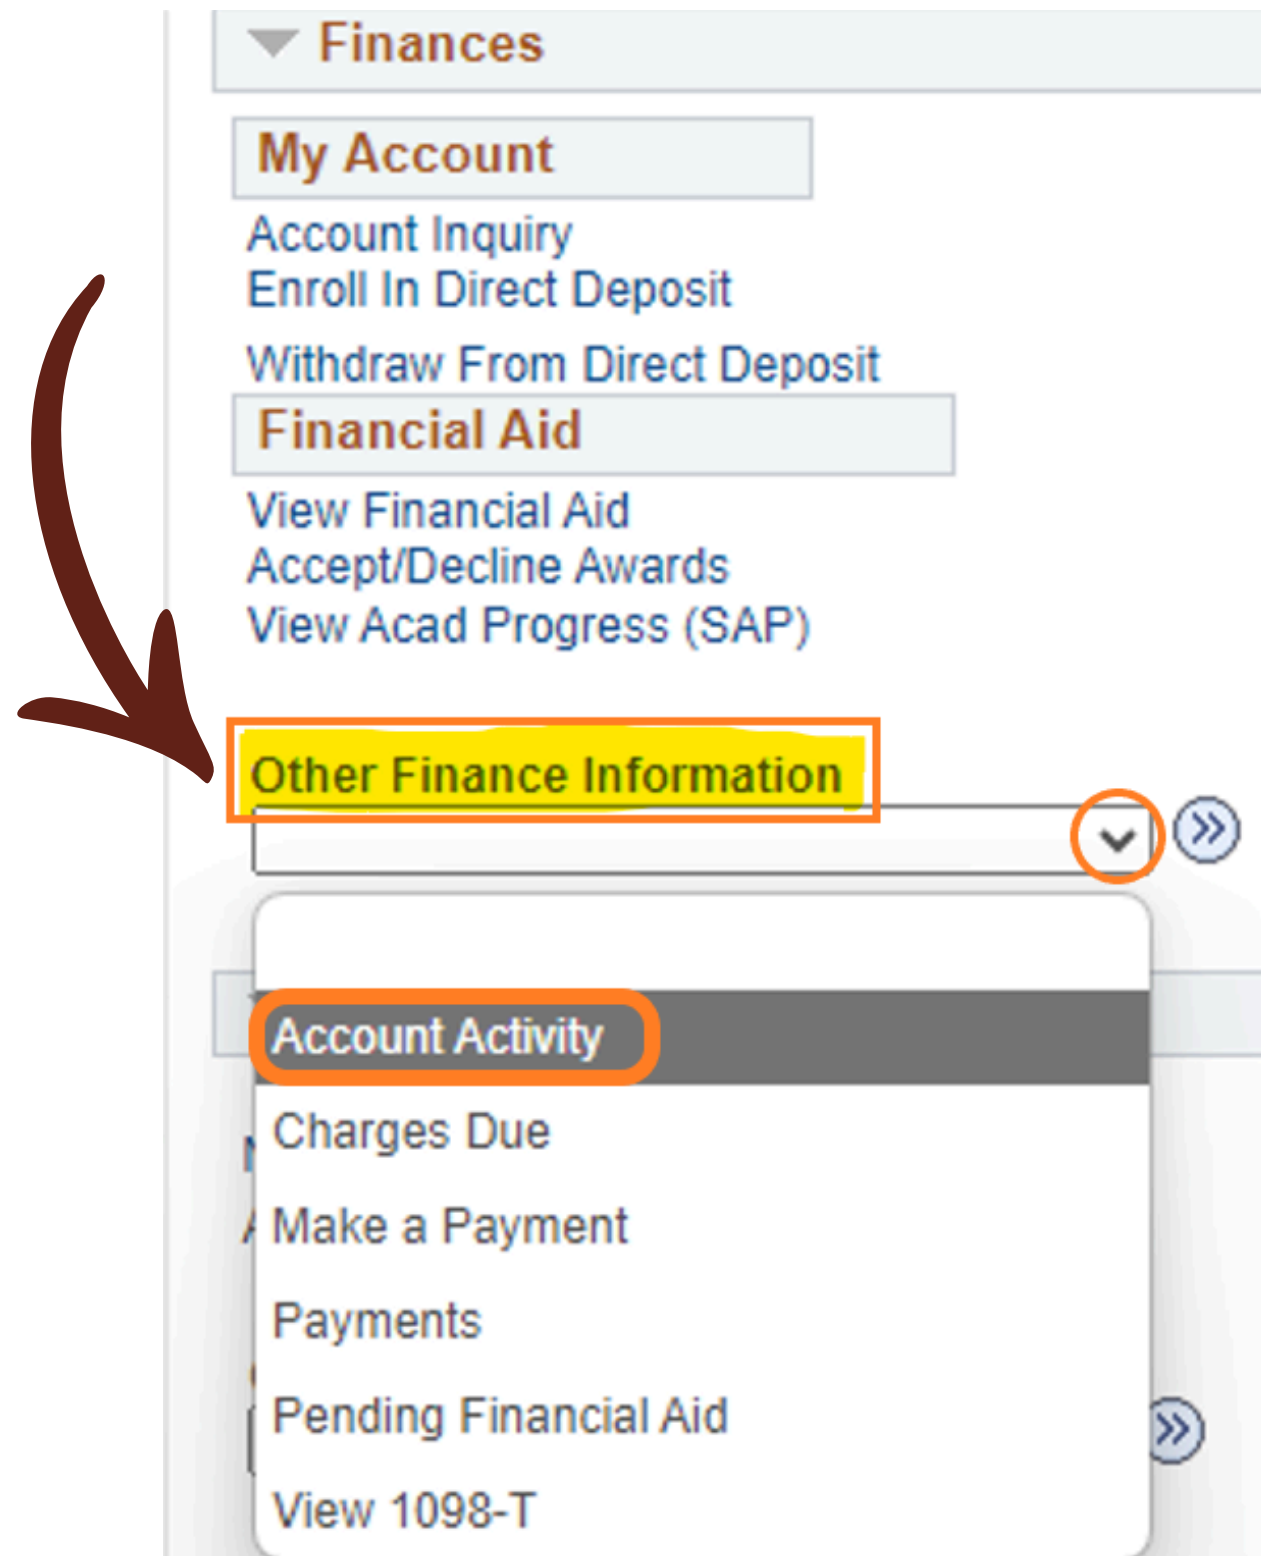 Finances
My Account
Account Inquiry
Enroll In Direct Deposit
Withdraw From Direct Deposit
Financial Aid
View Financial Aid
Accept/Decline Awards
View Acad Progress (SAP)
Other Finance Information
Account Activity
Charges Due
Make a Payment
Payments
Pending Financial Aid
View 1098-T